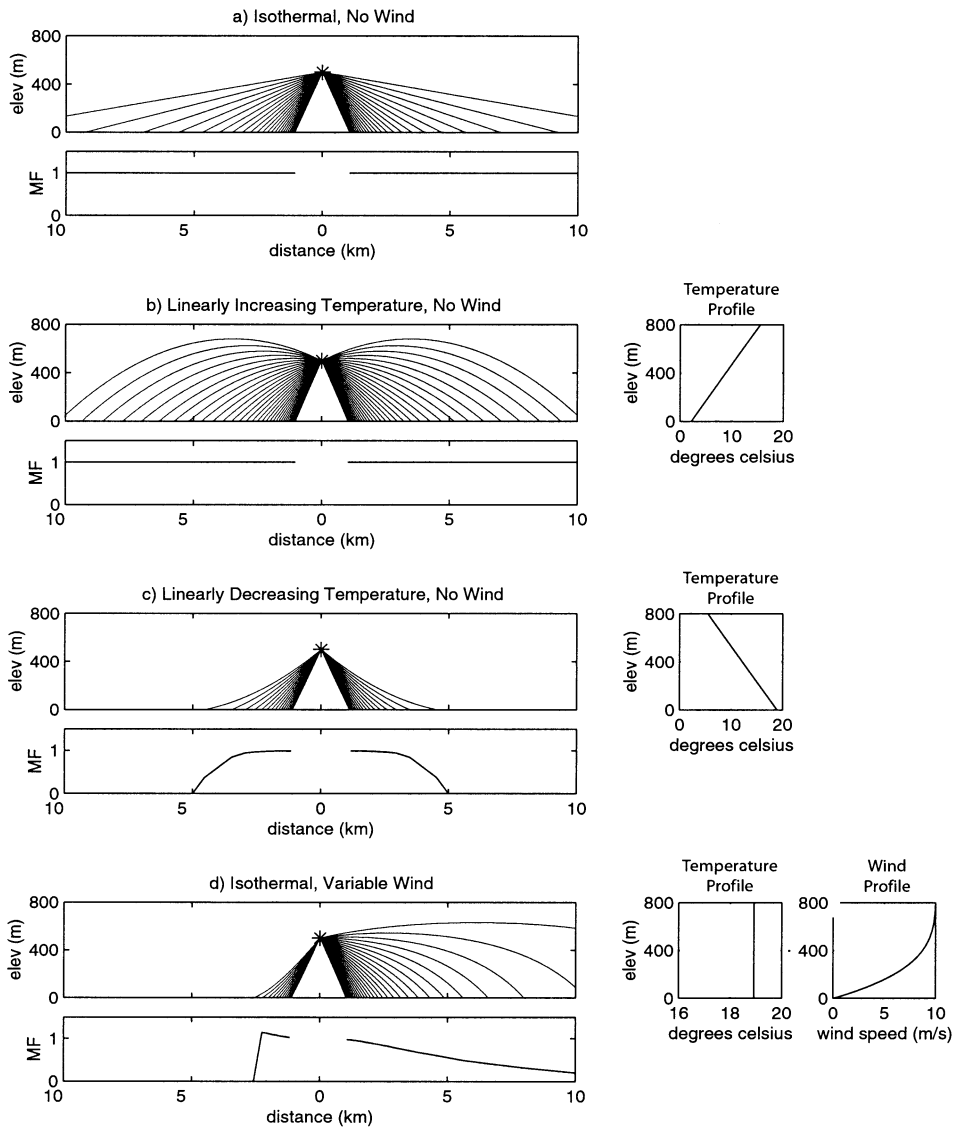 a) Isothermal, No Wind
800
400
0
elev (m)
1
0
MF
10 5 0 5 10
distance (km)
b) Linearly Increasing Temperature, No Wind
800
400
0
elev (m)
1
0
MF
10 5 0 5 10
distance (km)
Temperature
Profile
800
400
0
elev (m)
0 10 20
degrees celsius
c) Linearly Decreasing Temperature, No Wind
800
400
0
elev (m)
1
0
MF
10 5 0 5 10
distance (km)
Temperature
Profile
800
400
0
elev (m)
0 10 20
degrees celsius
d) Isothermal, Variable Wind
800
400
0
elev (m)
1
0
MF
10 5 0 5 10
distance (km)
Temperature
Profile
800
400
0
elev (m)
16 18 20
degrees celsius
Wind
Profile
800
400
0
0 5 10
wind speed (m/s)